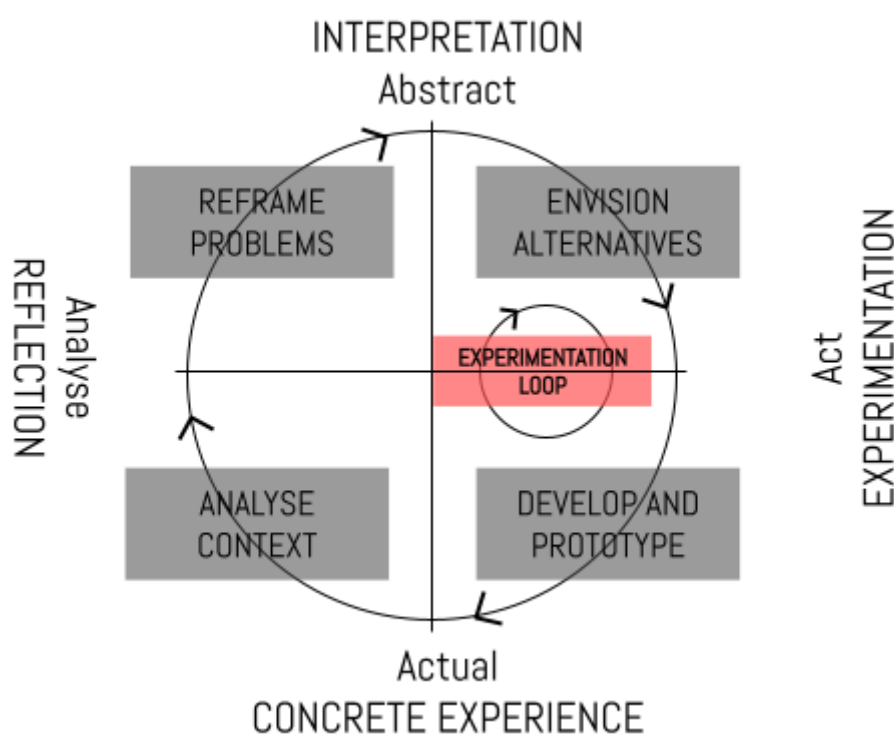 INTERPRETATION
Abstract
REFRAME
PROBLEMS
ENVISION
ALTERNATIVES
Analyse
REFLECTION
EXPERIMENTATION
LOOP
Act
EXPERIMENTATION
ANALYSE
CONTEXT
DEVELOP AND
PROTOTYPE
Actual
CONCRETE EXPERIENCE